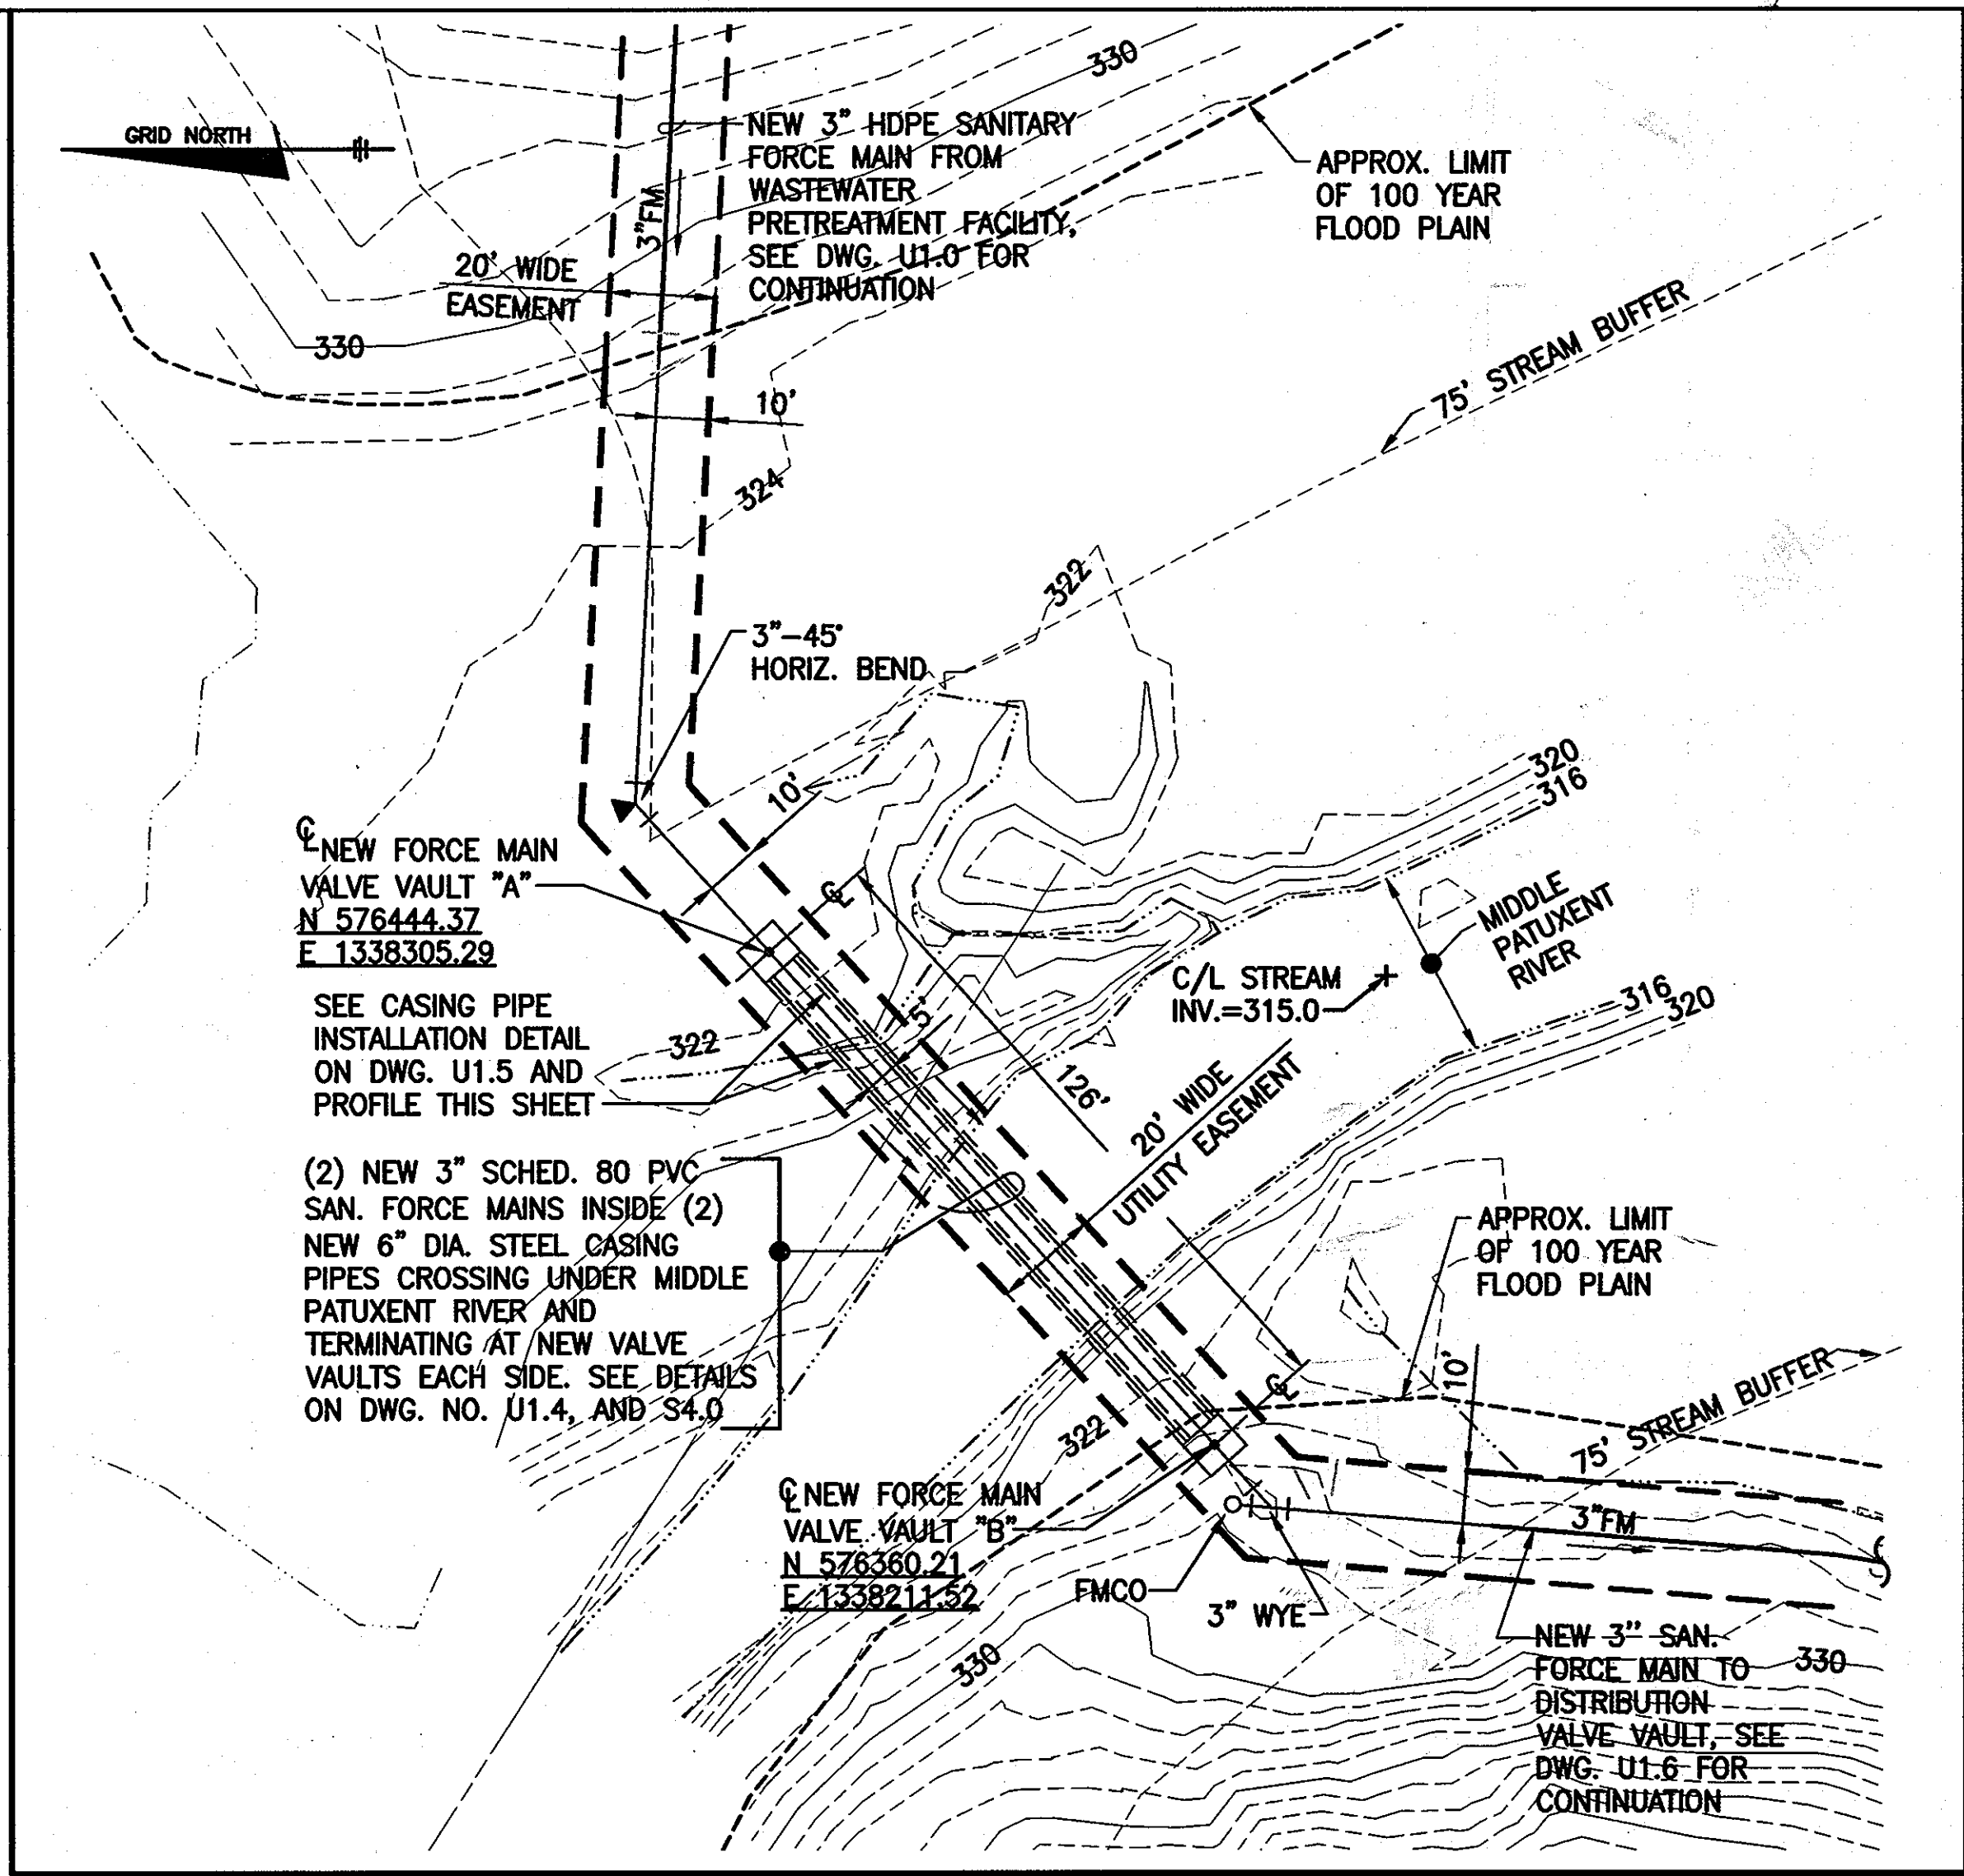 330
GRID NORTH
NEW 3" HDPE SANITARY
FORCE MAIN FROM
WASTEWATER
PRETREATMENT FACILITY,
SEE DWG. U1.0 FOR
CONTINUATION
APPROX. LIMIT
OF 100 YEAR
FLOOD PLAIN
3"FM
20' WIDE
EASEMENT
330
75' STREAM BUFFER
10'
324
322
3"-45°
HORIZ. BEND
10'
320
316
℄ NEW FORCE MAIN
VALVE VAULT "A"
N 576444.37
E 1338305.29
℄
MIDDLE
PATUXENT
RIVER
C/L STREAM
INV.=315.0
SEE CASING PIPE
INSTALLATION DETAIL
ON DWG. U1.5 AND
PROFILE THIS SHEET
322
5'
316
320
126'
20' WIDE
UTILITY EASEMENT
(2) NEW 3" SCHED. 80 PVC
SAN. FORCE MAINS INSIDE (2)
NEW 6" DIA. STEEL CASING
PIPES CROSSING UNDER MIDDLE
PATUXENT RIVER AND
TERMINATING AT NEW VALVE
VAULTS EACH SIDE. SEE DETAILS
ON DWG. NO. U1.4, AND S4.0
APPROX. LIMIT
OF 100 YEAR
FLOOD PLAIN
℄
10'
75' STREAM BUFFER
322
℄ NEW FORCE MAIN
VALVE VAULT "B"
N 576360.21
E 1338211.52
3"FM
FMCO
3" WYE
330
NEW 3" SAN.
FORCE MAIN TO
DISTRIBUTION
VALVE VAULT, SEE
DWG. U1.6 FOR
CONTINUATION
330